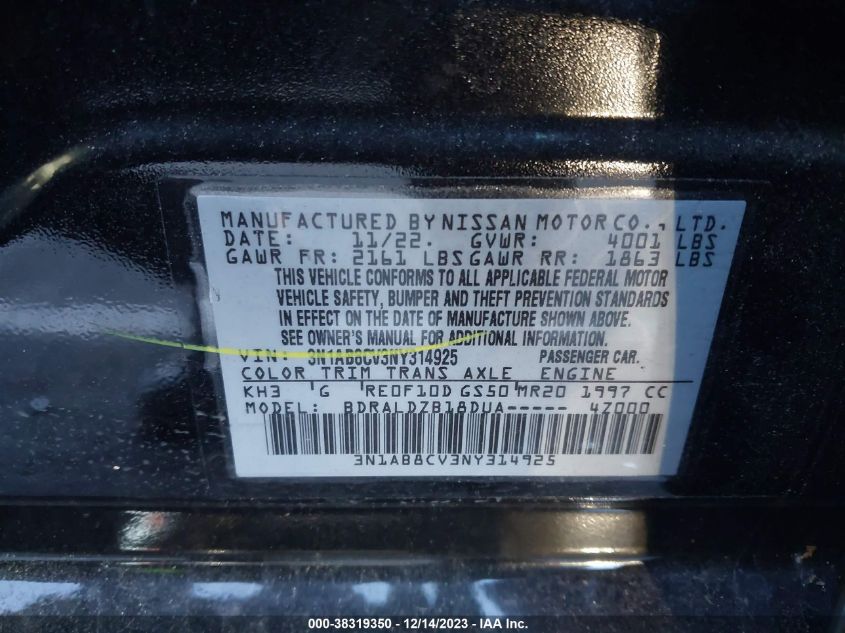 MANUFACTURED BY NISSAN MOTOR CO., LTD.
DATE: 11/22. GVWR: 4001 LBS
GAWR FR: 2161 LBS GAWR RR: 1863 LBS
THIS VEHICLE CONFORMS TO ALL APPLICABLE FEDERAL MOTOR
VEHICLE SAFETY, BUMPER AND THEFT PREVENTION STANDARDS
IN EFFECT ON THE DATE OF MANUFACTURE SHOWN ABOVE.
SEE OWNER'S MANUAL FOR ADDITIONAL INFORMATION.
VIN: 3N1AB8CV3NY314925 PASSENGER CAR.
COLOR TRIM TRANS AXLE ENGINE
KH3 G RE0F10D GS50 MR20 1997 CC
MODEL: BDRALDZB18DUA----- 4Z000
3N1AB8CV3NY314925
000-38319350 - 12/14/2023 - IAA Inc.